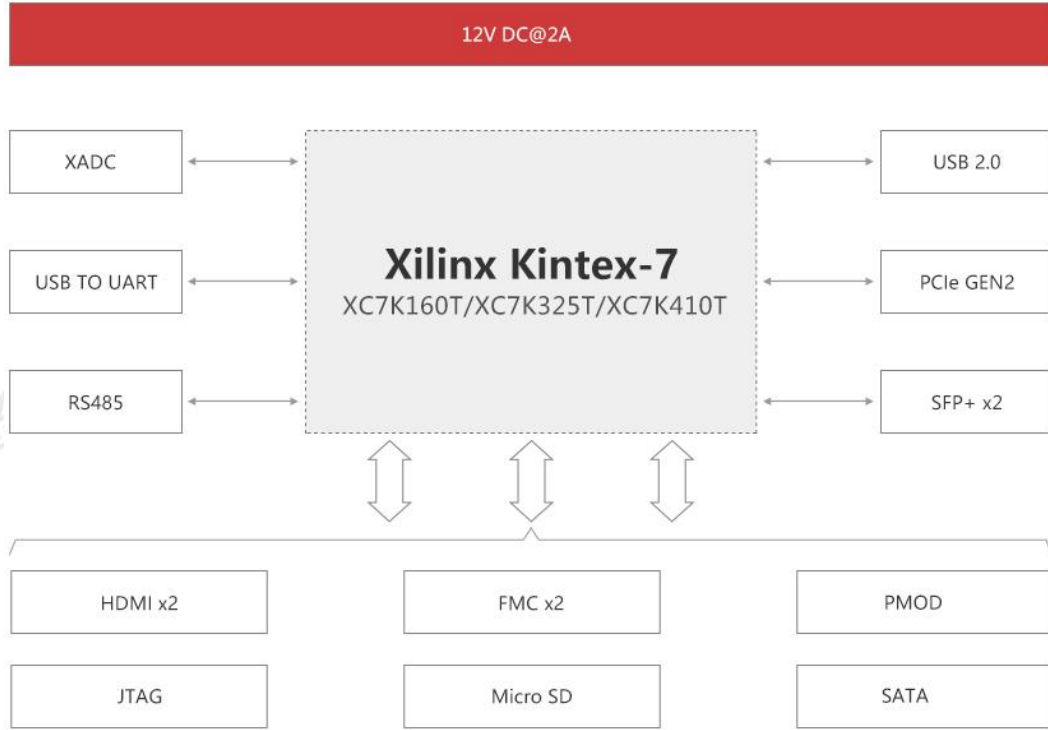 12V DC@2A
XADC
USB 2.0
Xilinx Kintex-7
XC7K160T/XC7K325T/XC7K410T
USB TO UART
PCIe GEN2
RS485
SFP+ x2
HDMI x2
FMC x2
PMOD
JTAG
Micro SD
SATA